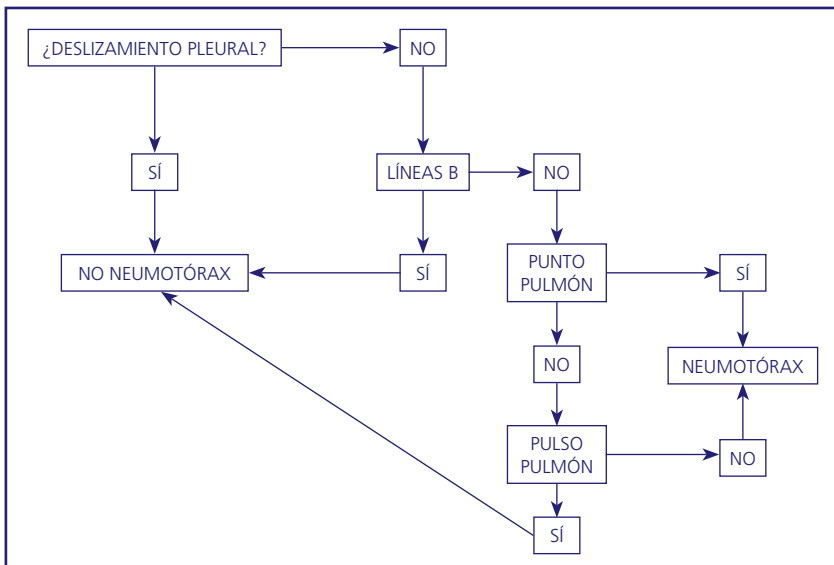 ¿DESLIZAMIENTO PLEURAL?
NO
SÍ
LÍNEAS B
NO
NO NEUMOTÓRAX
SÍ
PUNTO
PULMÓN
SÍ
NO
NEUMOTÓRAX
PULSO
PULMÓN
NO
SÍ